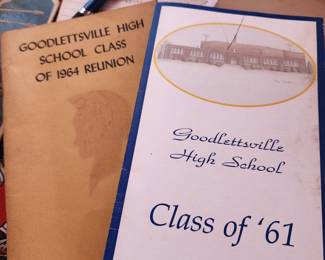 GOODLETTSVILLE HIGH
SCHOOL CLASS
OF 1964 REUNION
Goodlettsville
High School
Class of '61